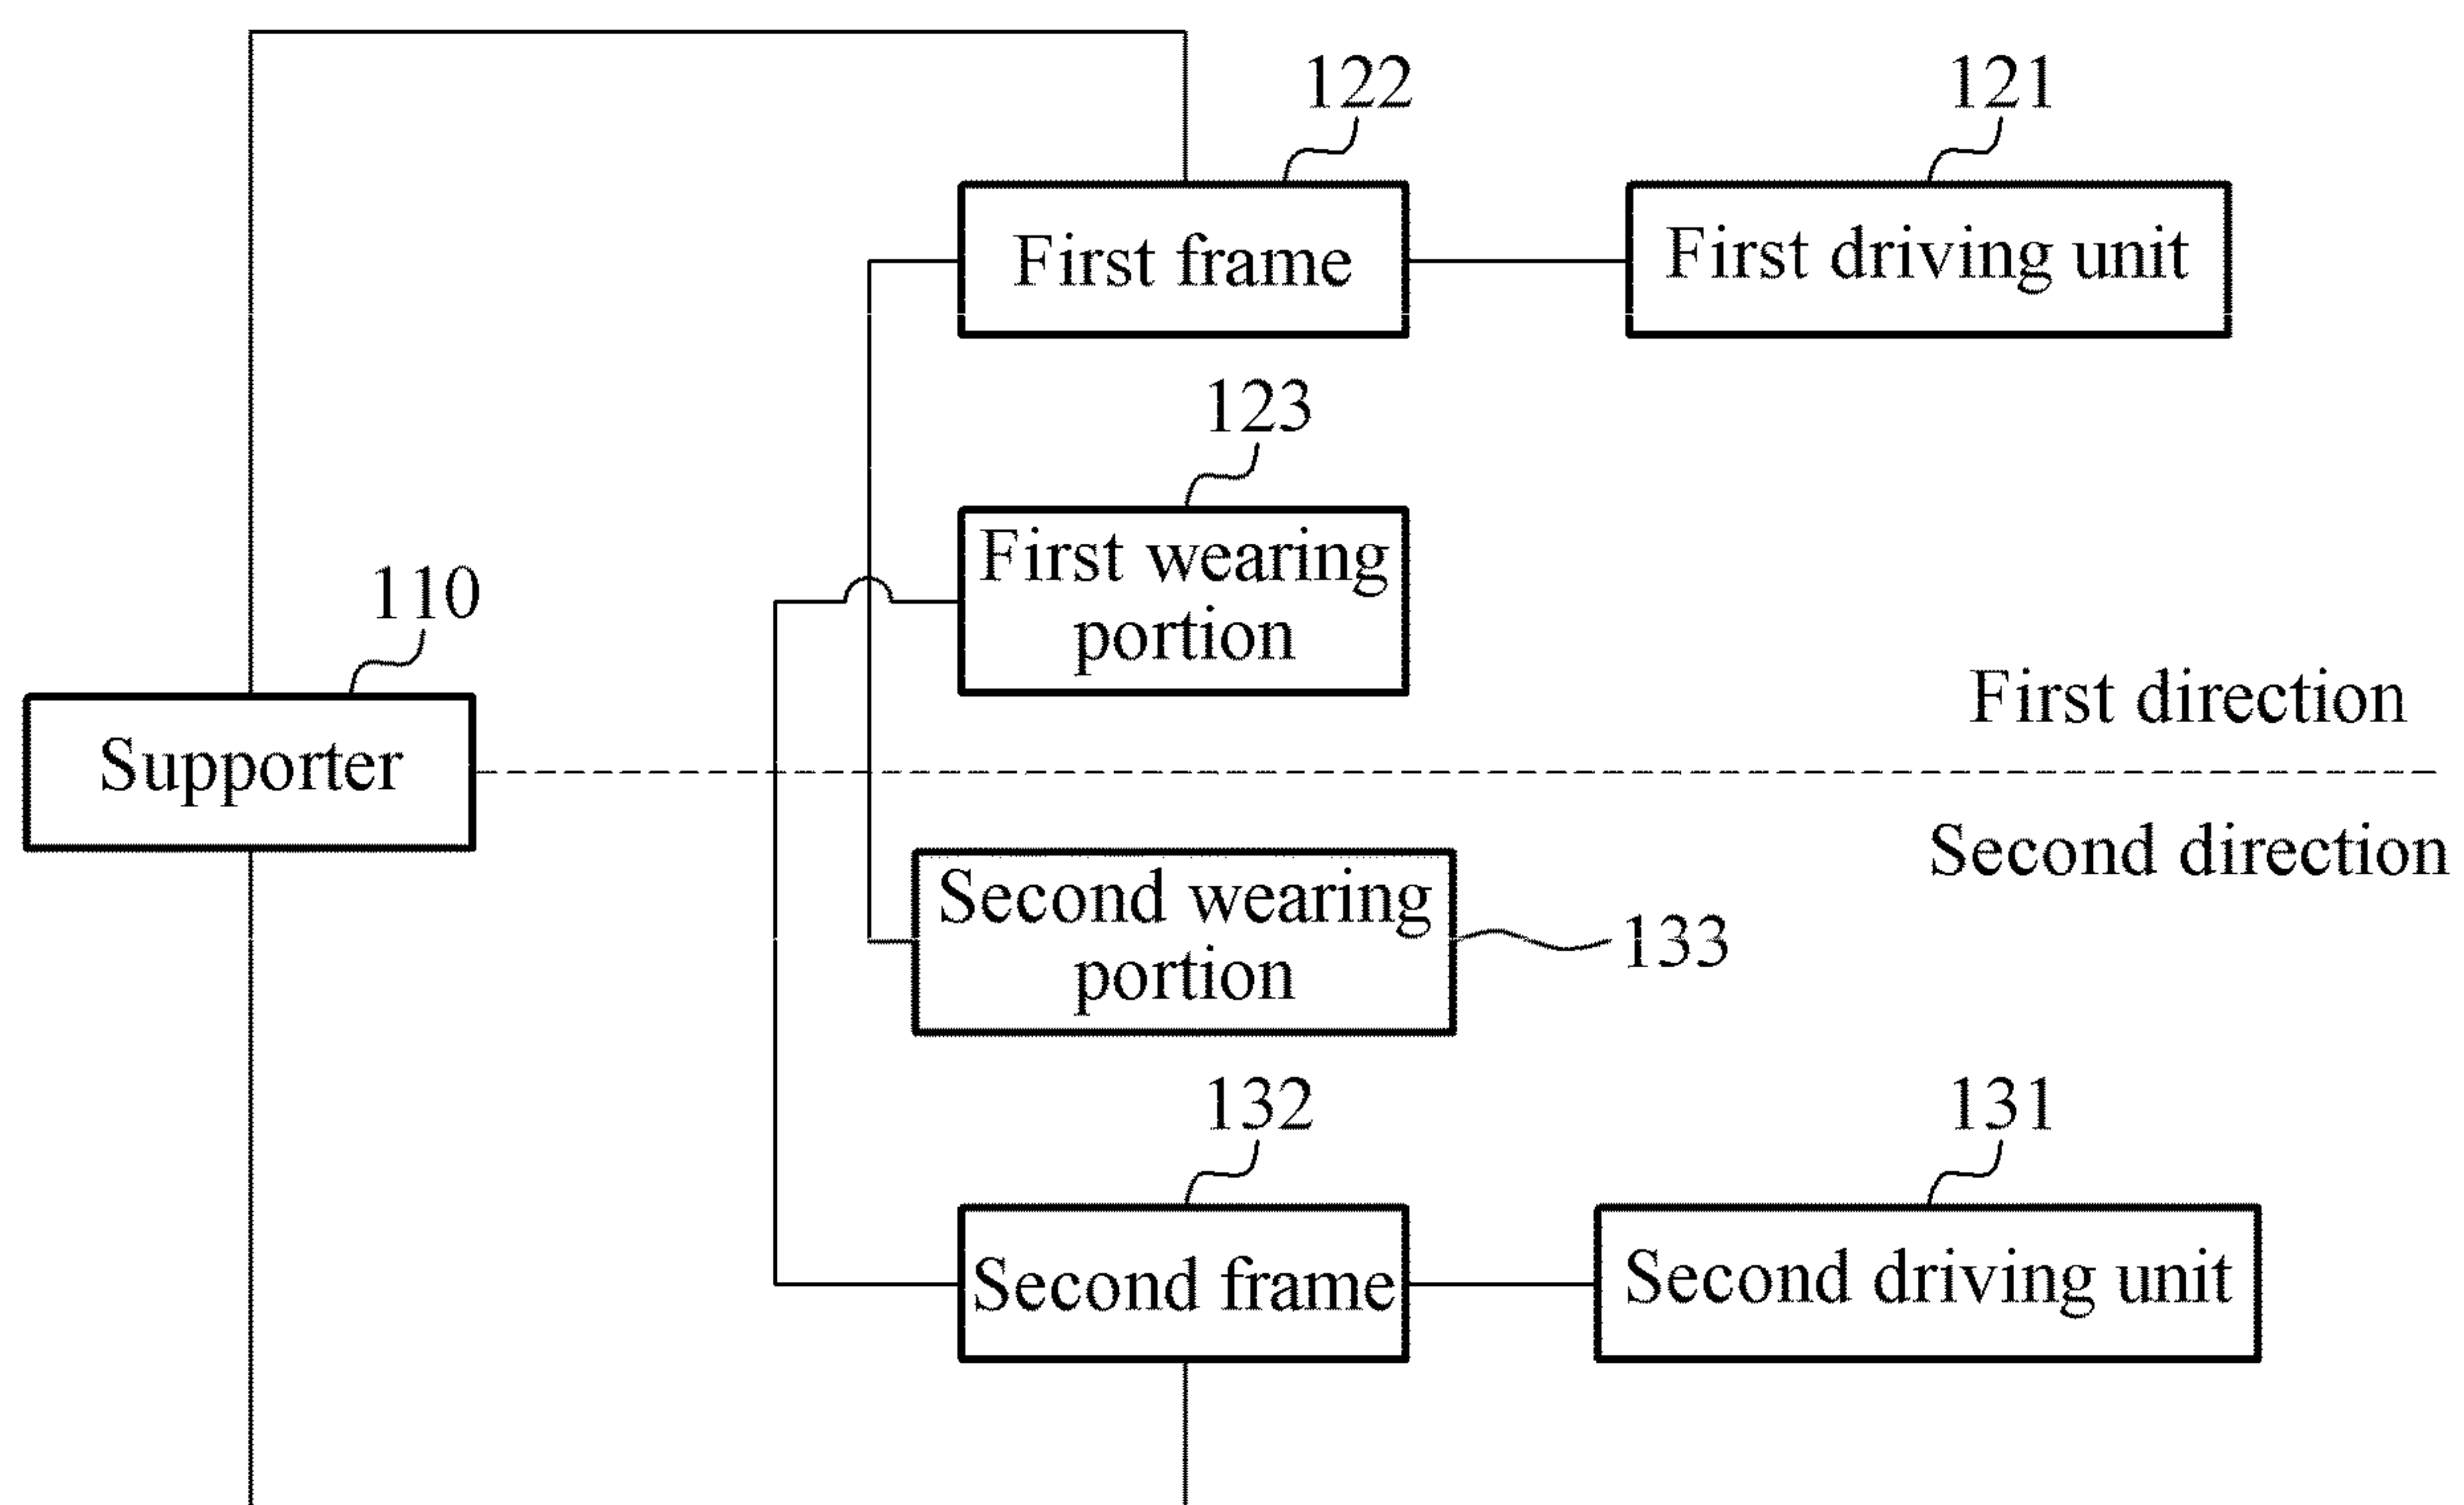 122
121
First frame
First driving unit
123
First wearing
portion
110
Supporter
First direction
Second direction
Second wearing
portion
133
132
131
Second frame
Second driving unit